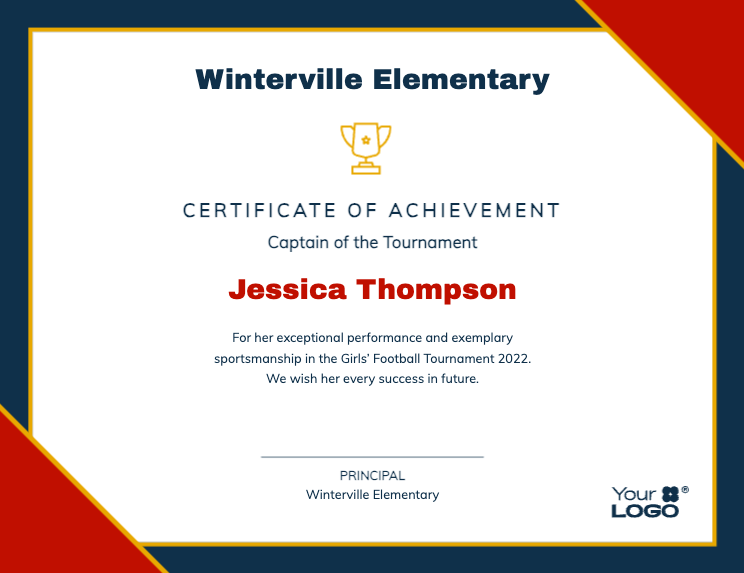 Winterville Elementary
CERTIFICATE OF ACHIEVEMENT
Captain of the Tournament
Jessica Thompson
For her exceptional performance and exemplary
sportsmanship in the Girls’ Football Tournament 2022.
We wish her every success in future.
PRINCIPAL
Winterville Elementary
Your ®
LOGO